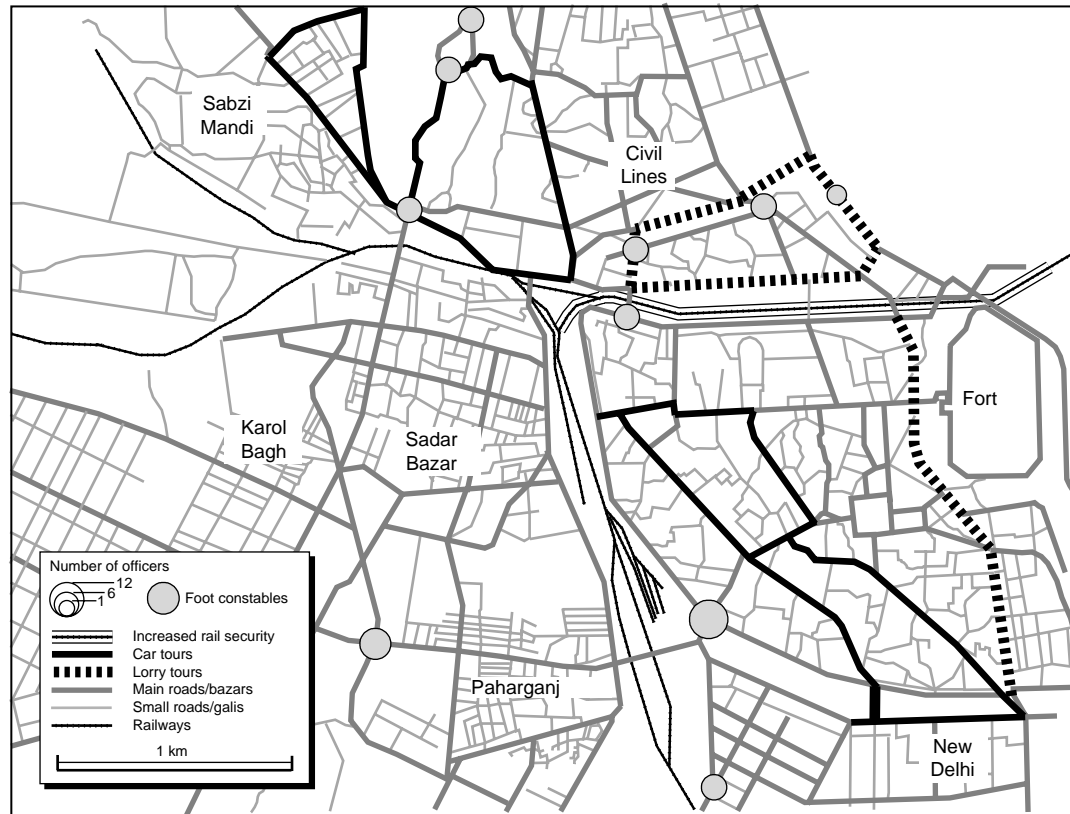 Sabzi
Mandi
Civil
Lines
Fort
Karol
Bagh
Sadar
Bazar
Paharganj
New
Delhi
Number of officers
12
6
1
Foot constables
Increased rail security
Car tours
Lorry tours
Main roads/bazars
Small roads/galis
Railways
1 km